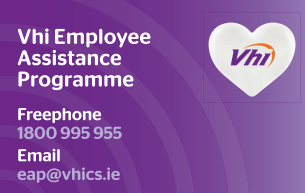 Vhi Employee
Assistance
Programme
Vhi
Freephone
1800 995 955
Email
eap@vhics.ie